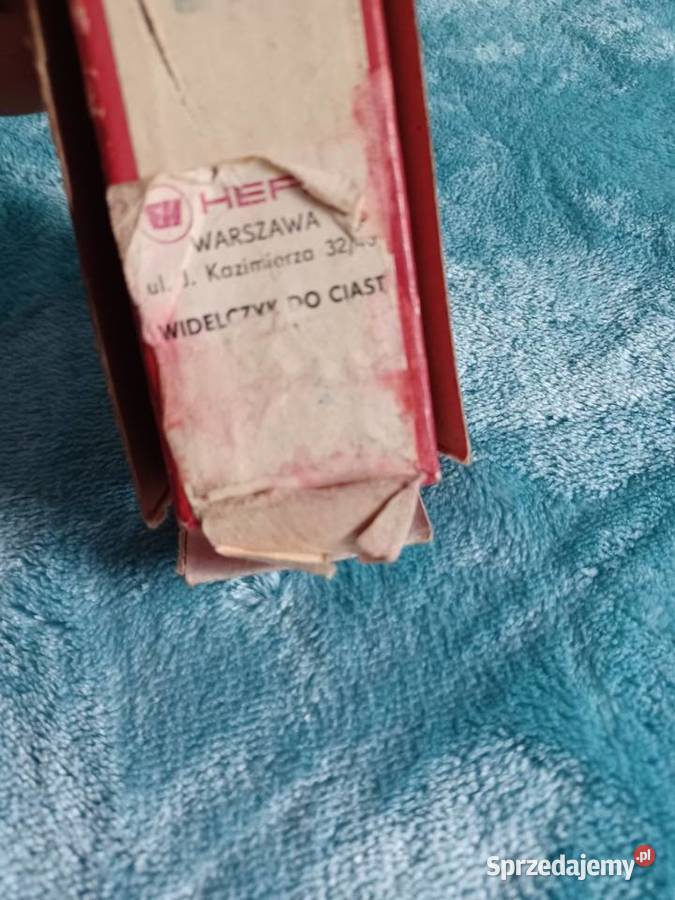 HEF
WARSZAWA
ul. J. Kazimierza 32/
WIDELCZYK DO CIAST
Sprzedajemy.pl